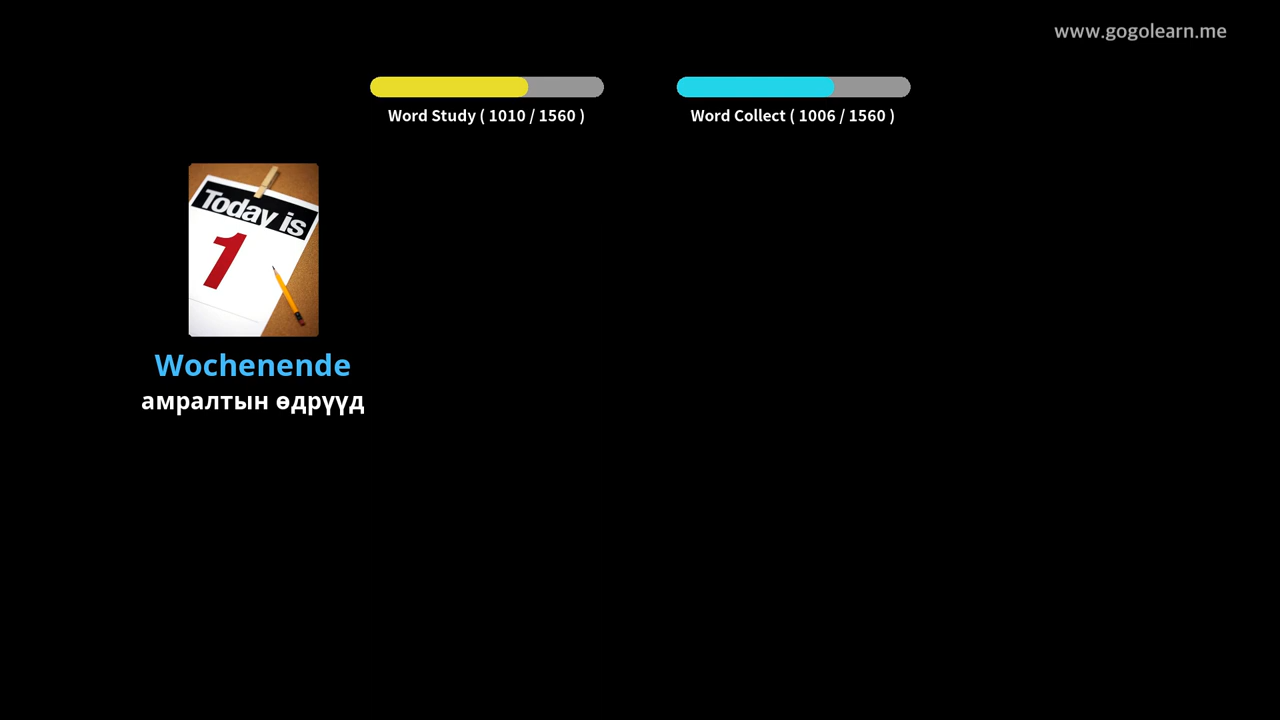 www.gogolearn.me
Word Study ( 1010 / 1560 )
Word Collect ( 1006 / 1560 )
Today is
1
Wochenende
амралтын өдрүүд